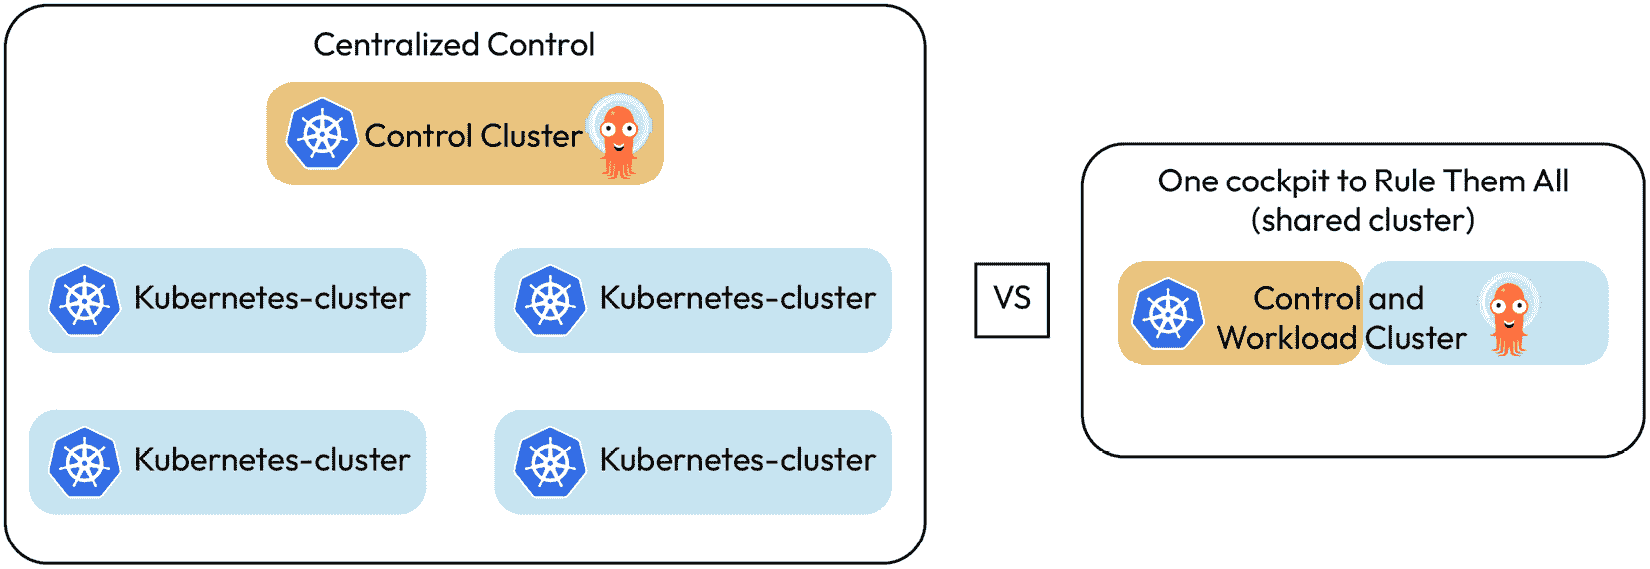 Centralized Control
Control Cluster
Kubernetes-cluster
Kubernetes-cluster
Kubernetes-cluster
Kubernetes-cluster
VS
One cockpit to Rule Them All
(shared cluster)
Control and
Workload Cluster